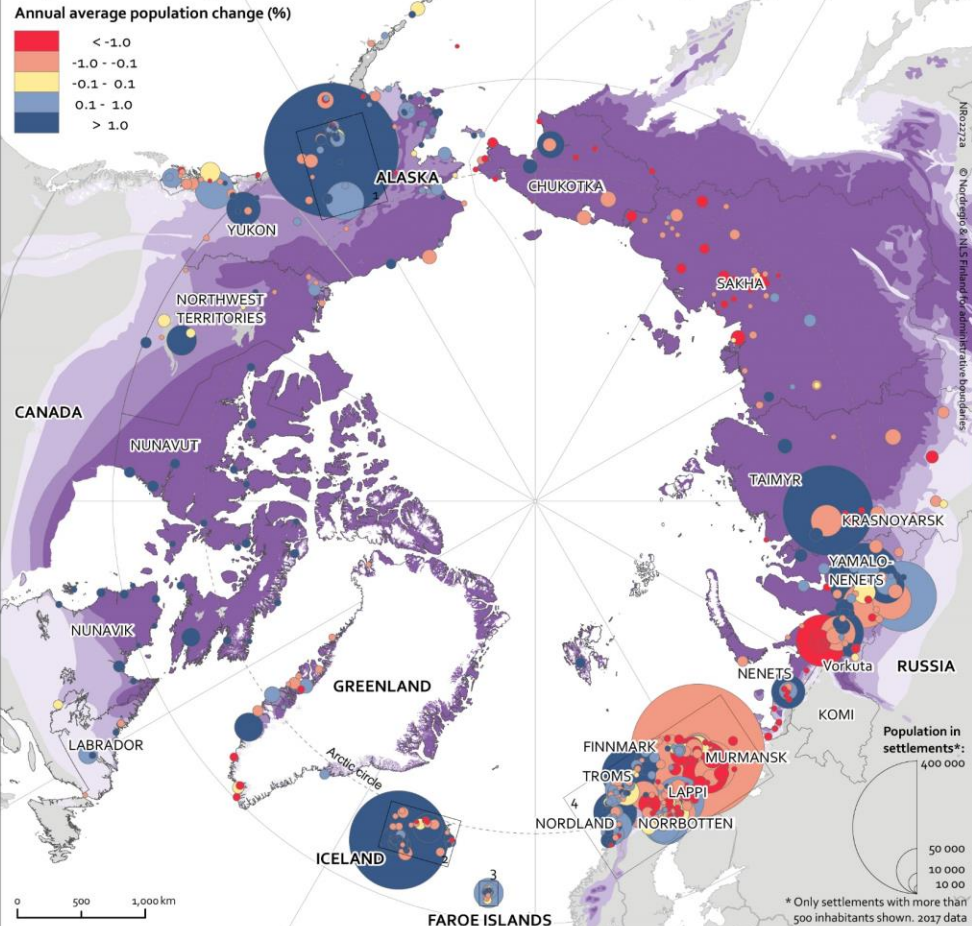 Annual average population change (%)
< -1.0
-1.0 - -0.1
-0.1 - 0.1
0.1 - 1.0
> 1.0
ALASKA
1
CHUKOTKA
YUKON
SAKHA
NORTHWEST
TERRITORIES
CANADA
NUNAVUT
TAIMYR
KRASNOYARSK
YAMALO-
NENETS
NUNAVIK
Vorkuta
RUSSIA
NENETS
GREENLAND
KOMI
LABRADOR
Arctic circle
FINNMARK
MURMANSK
TROMS
LAPPI
4
NORDLAND
NORRBOTTEN
ICELAND
2
3
FAROE ISLANDS
Population in
settlements*:
400 000
50 000
10 000
10 00
* Only settlements with more than
500 inhabitants shown. 2017 data
0 500 1,000 km
NR02272a © Nordregio & NLS Finland for administrative boundaries